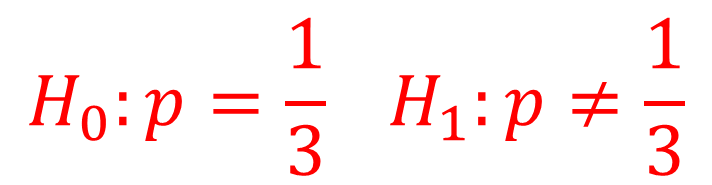 H₀: p = 1/3 H₁: p ≠ 1/3